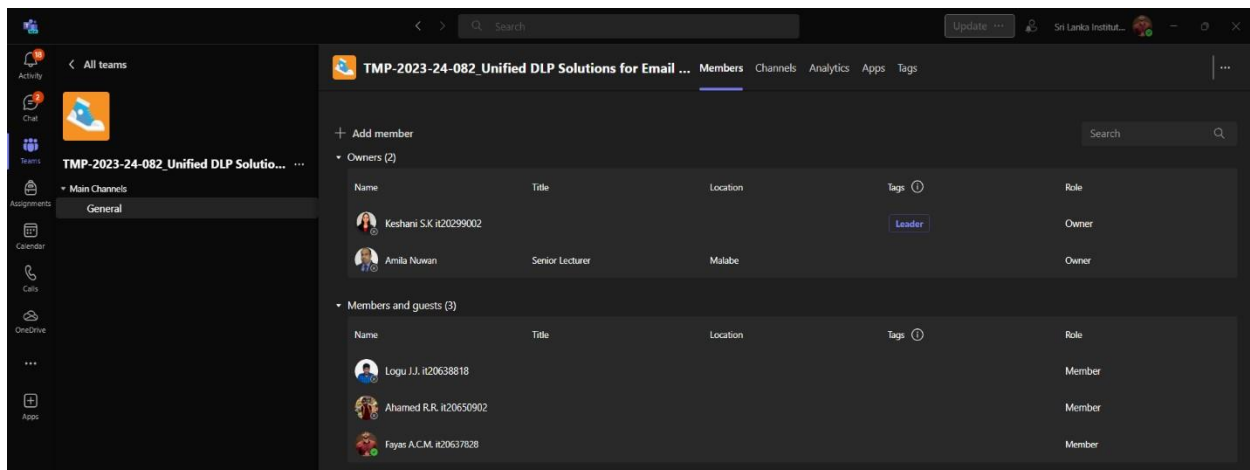 Search
Update ...
Sri Lanka Institut...
18
Activity
2
Chat
Teams
Assignments
Calendar
Calls
OneDrive
...
Apps
All teams
TMP-2023-24-082_Unified DLP Solutio... ...
Main Channels
General
TMP-2023-24-082_Unified DLP Solutions for Email ... Members Channels Analytics Apps Tags ...
Add member
Search
Owners (2)
Name Title Location Tags Role
Keshani S.K it20299002 Leader Owner
Amila Nuwan Senior Lecturer Malabe Owner
Members and guests (3)
Name Title Location Tags Role
Logu J.J. it20638818 Member
Ahamed R.R. it20650902 Member
Fayas A.C.M. it20637828 Member